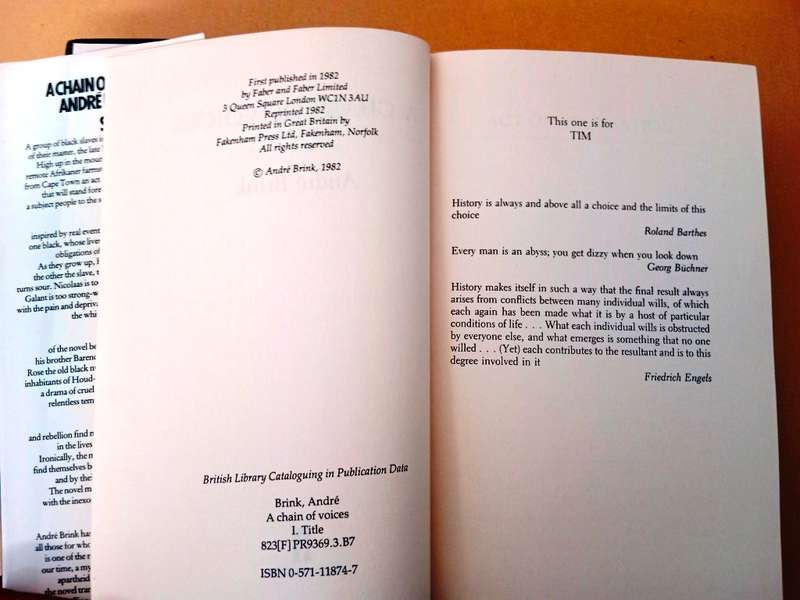 A CHAIN O
ANDRÉ
S
A group of black slaves is
of their master, the late
High up in the moun
remote Afrikaner farms
from Cape Town an act
that will stand fore
a subject people to the s
inspired by real event
one black, whose lives
obligations of
As they grow up,
the other the slave, t
turns sour. Nicolaas is too
Galant is too strong-w
with the pain and depriv
the whi
of the novel be
his brother Baren
Rose the old black n
inhabitants of Houd-
a drama of cruel
relentless tem
and rebellion find n
in the lives
Ironically, the n
find themselves b
and by thei
The novel m
with the inexo
André Brink has
all those for who
is one of the r
our time, a my
apartheid
the novel tran
First published in 1982
by Faber and Faber Limited
3 Queen Square London WC1N 3AU
Reprinted 1982
Printed in Great Britain by
Fakenham Press Ltd, Fakenham, Norfolk
All rights reserved
© André Brink, 1982
British Library Cataloguing in Publication Data
Brink, André
A chain of voices
I. Title
823[F] PR9369.3.B7
ISBN 0-571-11874-7
This one is for
TIM
History is always and above all a choice and the limits of this
choice
Roland Barthes
Every man is an abyss; you get dizzy when you look down
Georg Büchner
History makes itself in such a way that the final result always
arises from conflicts between many individual wills, of which
each again has been made what it is by a host of particular
conditions of life . . . What each individual wills is obstructed
by everyone else, and what emerges is something that no one
willed . . . (Yet) each contributes to the resultant and is to this
degree involved in it
Friedrich Engels